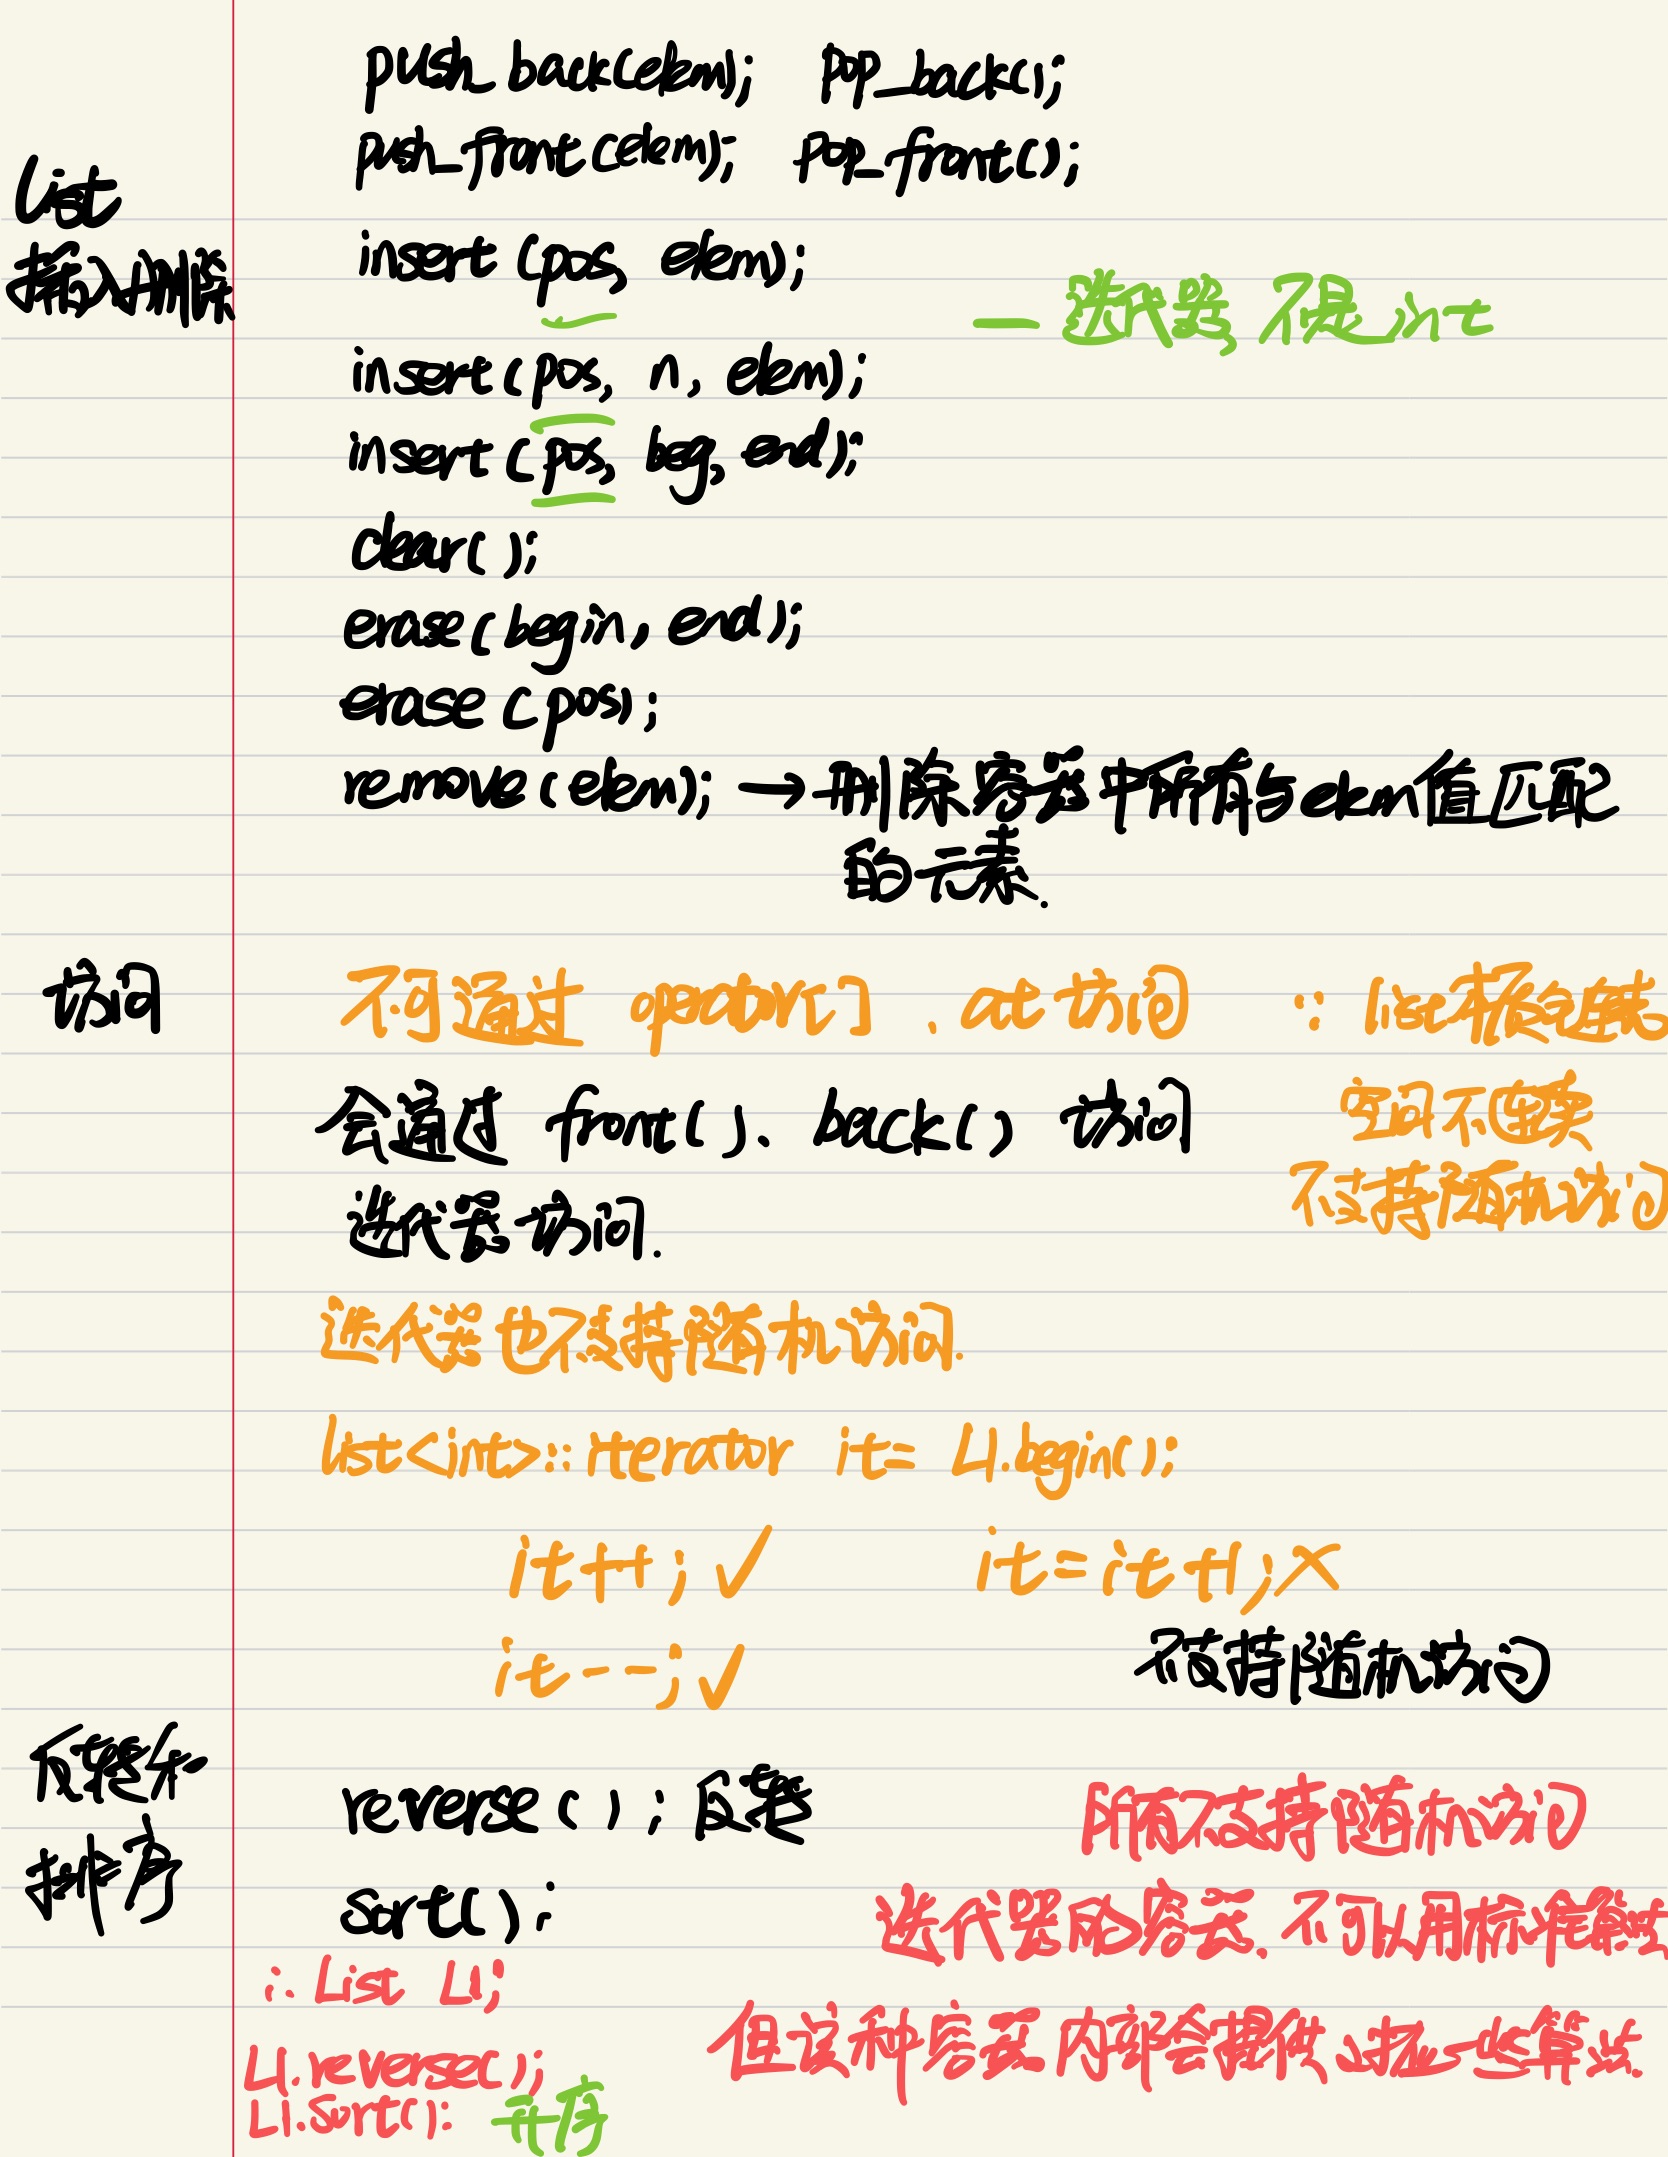 push_back(elem); pop_back();
push_front(elem); pop_front();
list
插入删除
insert (pos, elem);
— 迭代器,不是 int
insert (pos, n, elem);
insert (pos, beg, end);
clear( );
erase( begin, end );
erase (pos);
remove(elem); → 删除容器中所有与elem值匹配
的元素.
访问
不可通过 operator[] 、at 访问 ∵ list本质是链表
会通过 front()、back() 访问
空间不连续
不支持随机访问
迭代器访问.
迭代器也不支持随机访问.
list<int>::iterator it= L1.begin();
it++; ✓ it=it+1; ×
it--; ✓ 不支持随机访问
反转和
排序
reverse ( ) ; 反转
所有不支持随机访问
sort( ) ;
迭代器的容器,不可以用标准算法
∴ List L1;
但该种容器内部会提供对应一些算法.
L1.reverse();
L1.sort(); 升序